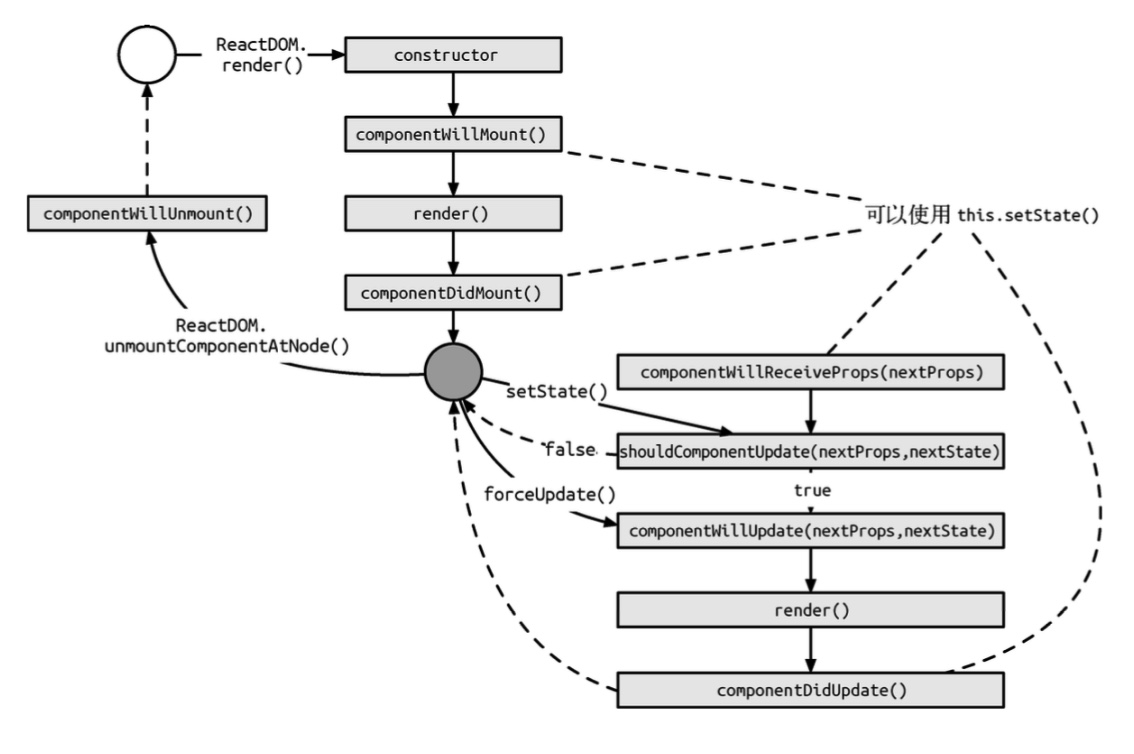 ReactDOM.
render()
constructor
componentWillMount()
componentWillUnmount()
render()
可以使用 this.setState()
componentDidMount()
ReactDOM.
unmountComponentAtNode()
componentWillReceiveProps(nextProps)
setState()
false
shouldComponentUpdate(nextProps,nextState)
true
forceUpdate()
componentWillUpdate(nextProps,nextState)
render()
componentDidUpdate()